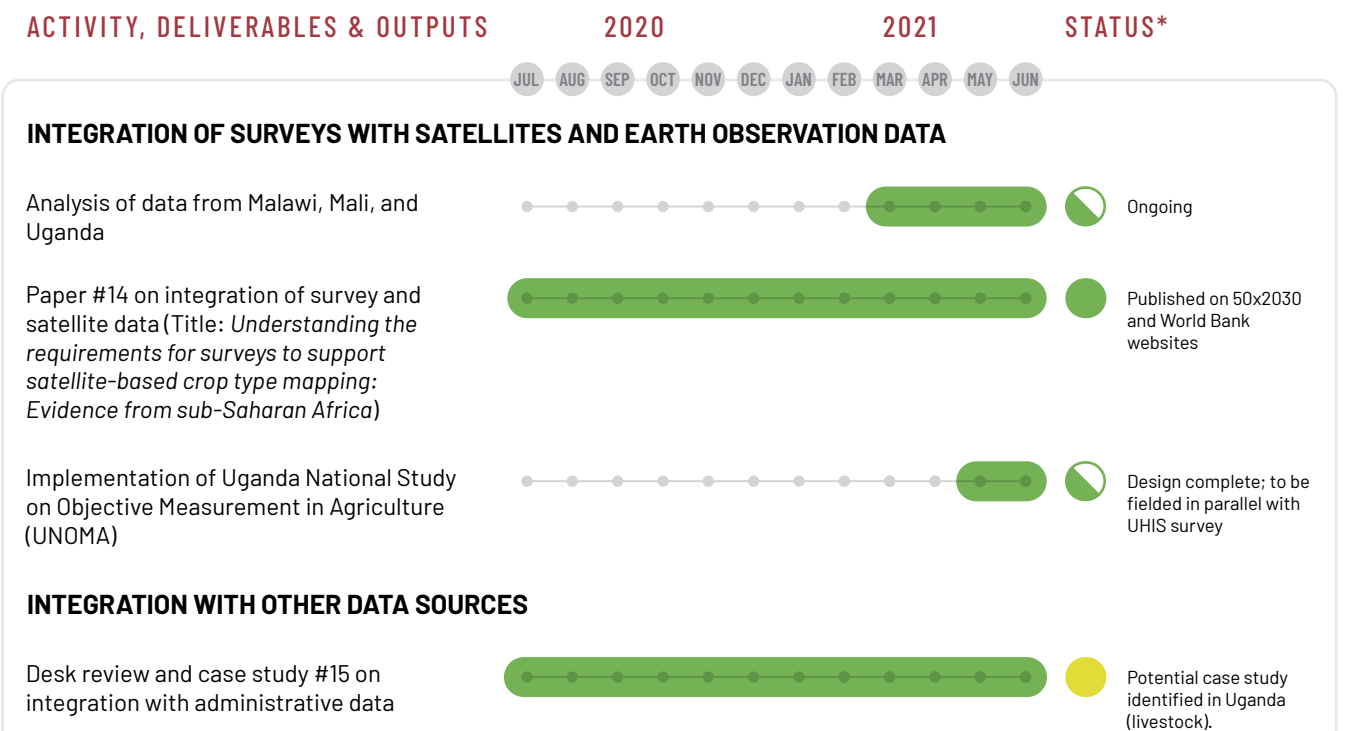 ACTIVITY, DELIVERABLES & OUTPUTS 2020 2021 STATUS*
JUL AUG SEP OCT NOV DEC JAN FEB MAR APR MAY JUN
INTEGRATION OF SURVEYS WITH SATELLITES AND EARTH OBSERVATION DATA
Analysis of data from Malawi, Mali, and
Uganda
Ongoing
Paper #14 on integration of survey and
satellite data (Title: Understanding the
requirements for surveys to support
satellite-based crop type mapping:
Evidence from sub-Saharan Africa)
Published on 50x2030
and World Bank
websites
Implementation of Uganda National Study
on Objective Measurement in Agriculture
(UNOMA)
Design complete; to be
fielded in parallel with
UHIS survey
INTEGRATION WITH OTHER DATA SOURCES
Desk review and case study #15 on
integration with administrative data
Potential case study
identified in Uganda
(livestock).